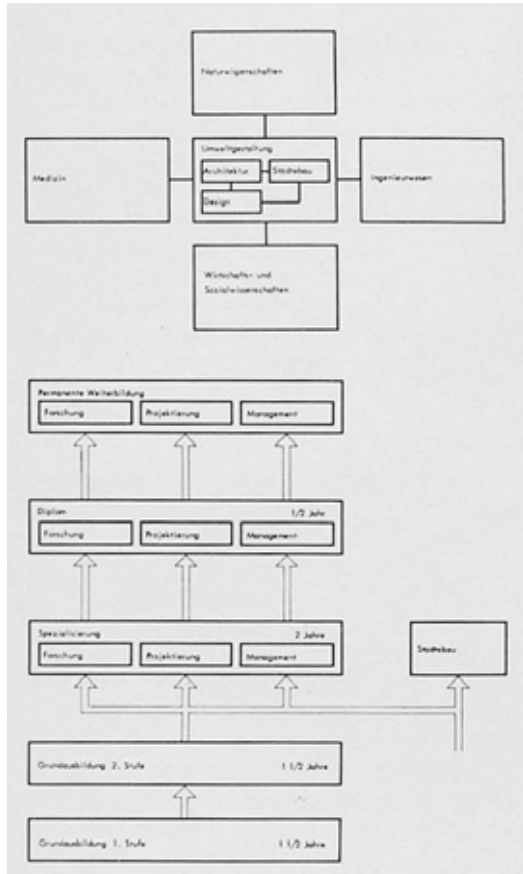 Naturwissenschaften
Umweltgestaltung
Medizin
Architektur
Städtebau
Ingenieurwesen
Design
Wirtschafts- und
Sozialwissenschaften
Permanente Weiterbildung
Forschung
Projektierung
Management
Diplom
1/2 Jahr
Forschung
Projektierung
Management
Spezialisierung
2 Jahre
Forschung
Projektierung
Management
Städtebau
Grundausbildung 2. Stufe
1 1/2 Jahre
Grundausbildung 1. Stufe
1 1/2 Jahre